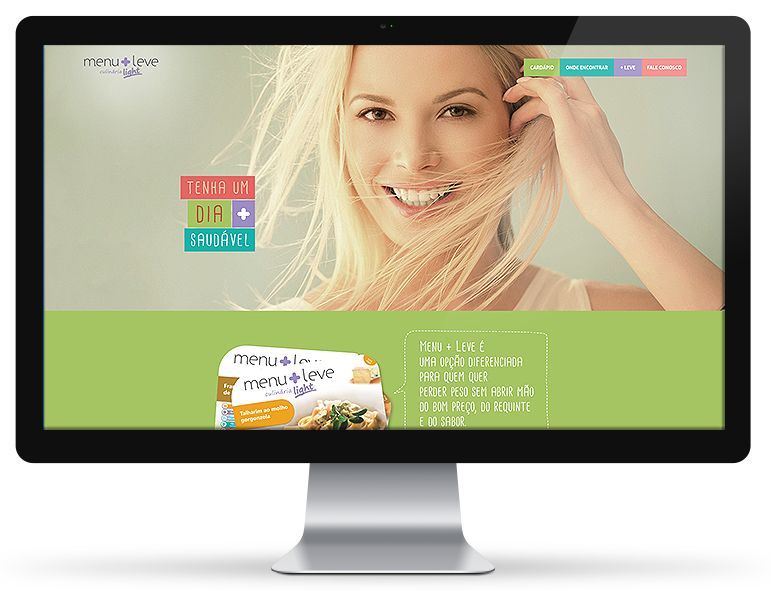 menu+leve
culinária light
CARDÁPIO
ONDE ENCONTRAR
+ LEVE
FALE CONOSCO
TENHA UM
DIA +
SAUDÁVEL
menu+
menu+leve
culinária light
Talharim ao molho
gorgonzola
MENU + LEVE É
UMA OPÇÃO DIFERENCIADA
PARA QUEM QUER
PERDER PESO SEM ABRIR MÃO
DO BOM PREÇO, DO REQUINTE
E DO SABOR.